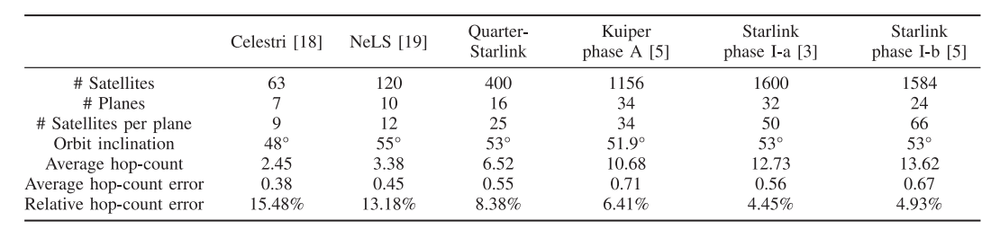 Celestri [18] NeLS [19] Quarter-Starlink Kuiper phase A [5] Starlink phase I-a [3] Starlink phase I-b [5]
# Satellites 63 120 400 1156 1600 1584
# Planes 7 10 16 34 32 24
# Satellites per plane 9 12 25 34 50 66
Orbit inclination 48° 55° 53° 51.9° 53° 53°
Average hop-count 2.45 3.38 6.52 10.68 12.73 13.62
Average hop-count error 0.38 0.45 0.55 0.71 0.56 0.67
Relative hop-count error 15.48% 13.18% 8.38% 6.41% 4.45% 4.93%